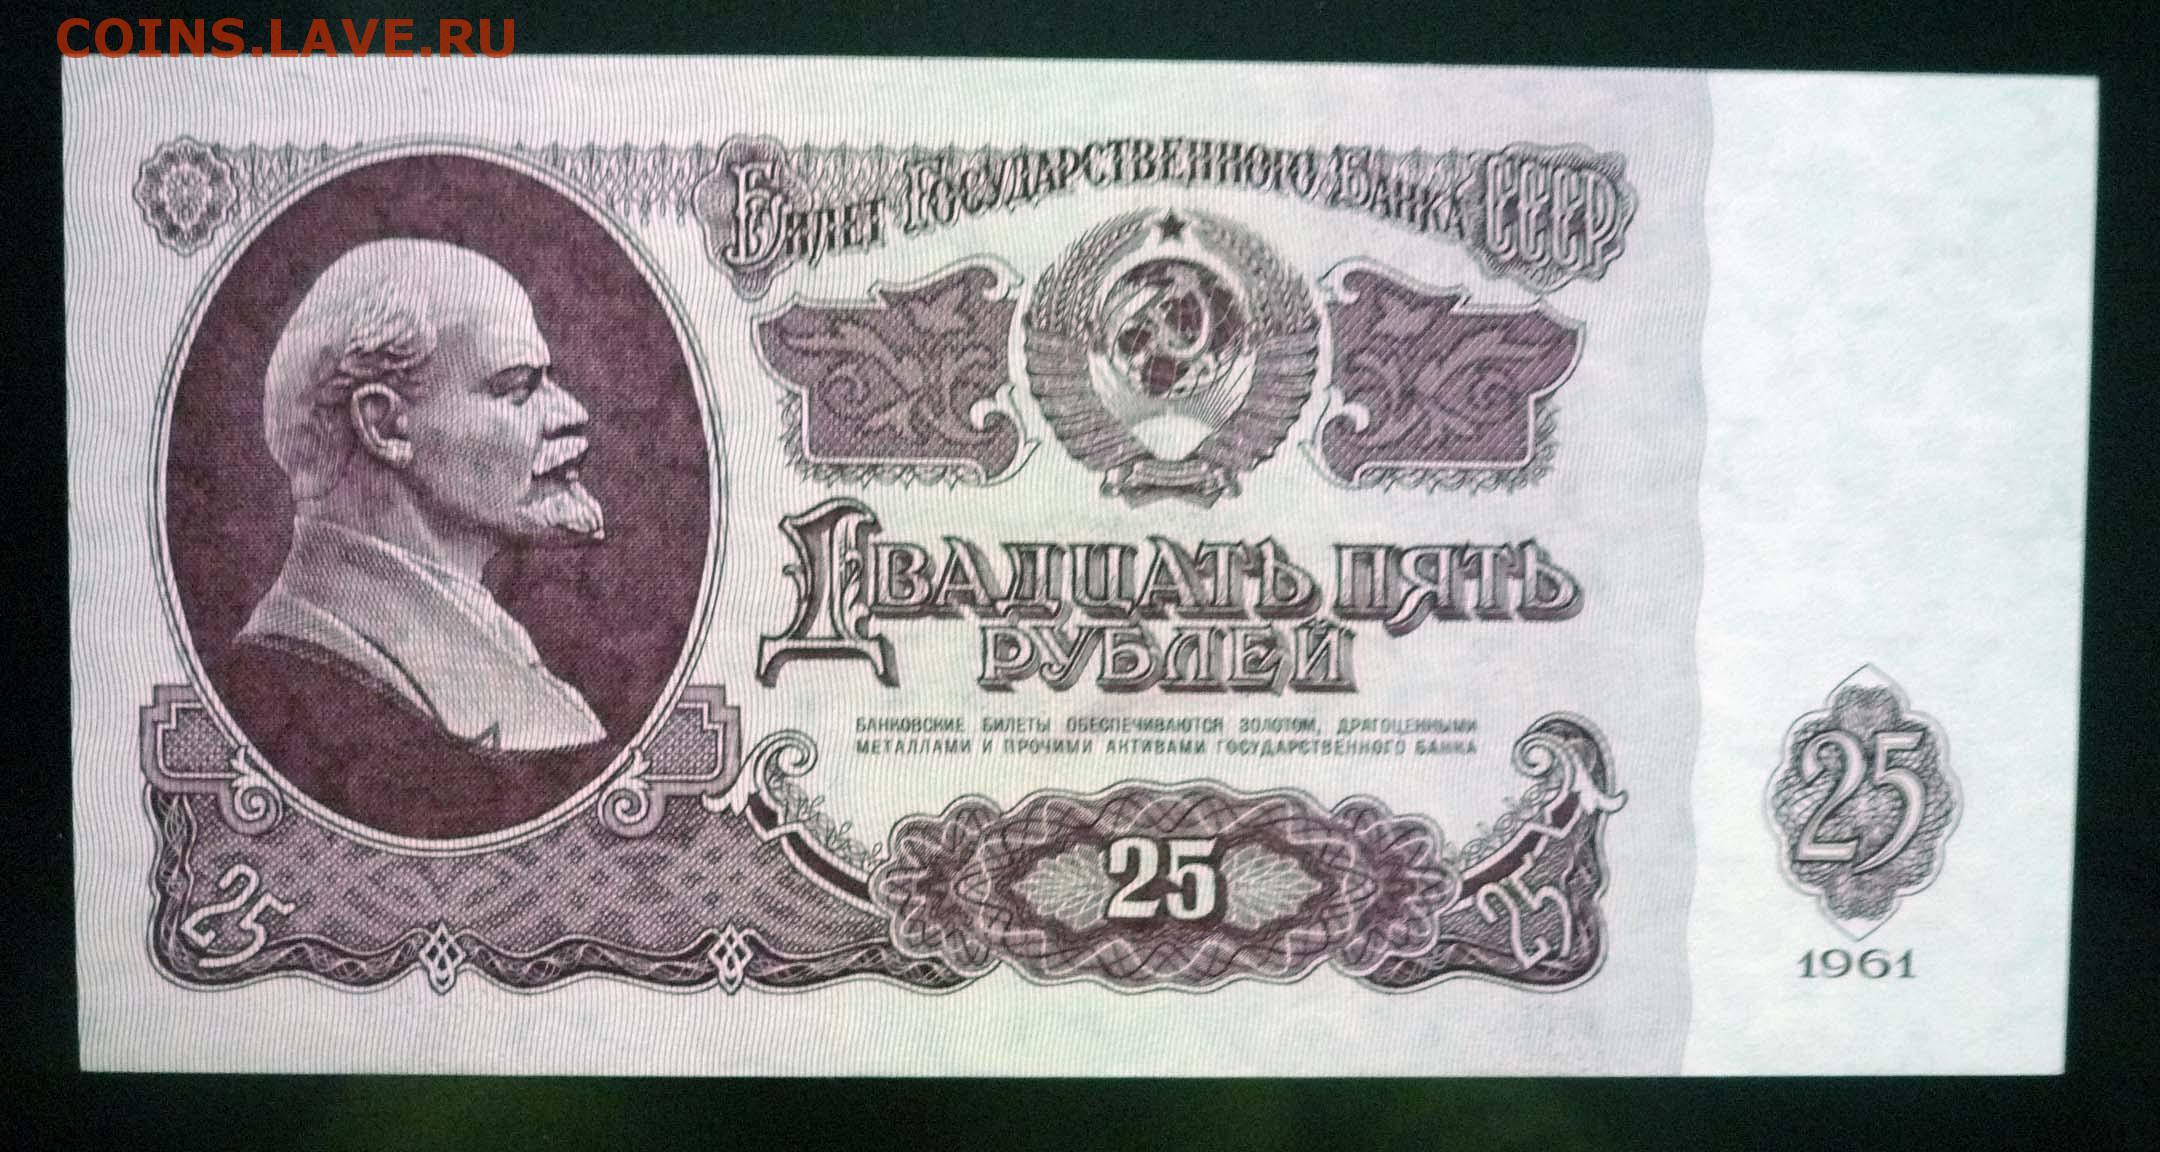 COINS.LAVE.RU
Билет Государственного Банка СССР
Двадцать пять
рублей
БАНКОВСКИЕ БИЛЕТЫ ОБЕСПЕЧИВАЮТСЯ ЗОЛОТОМ, ДРАГОЦЕННЫМИ
МЕТАЛЛАМИ И ПРОЧИМИ АКТИВАМИ ГОСУДАРСТВЕННОГО БАНКА
25
25
25
25
1961